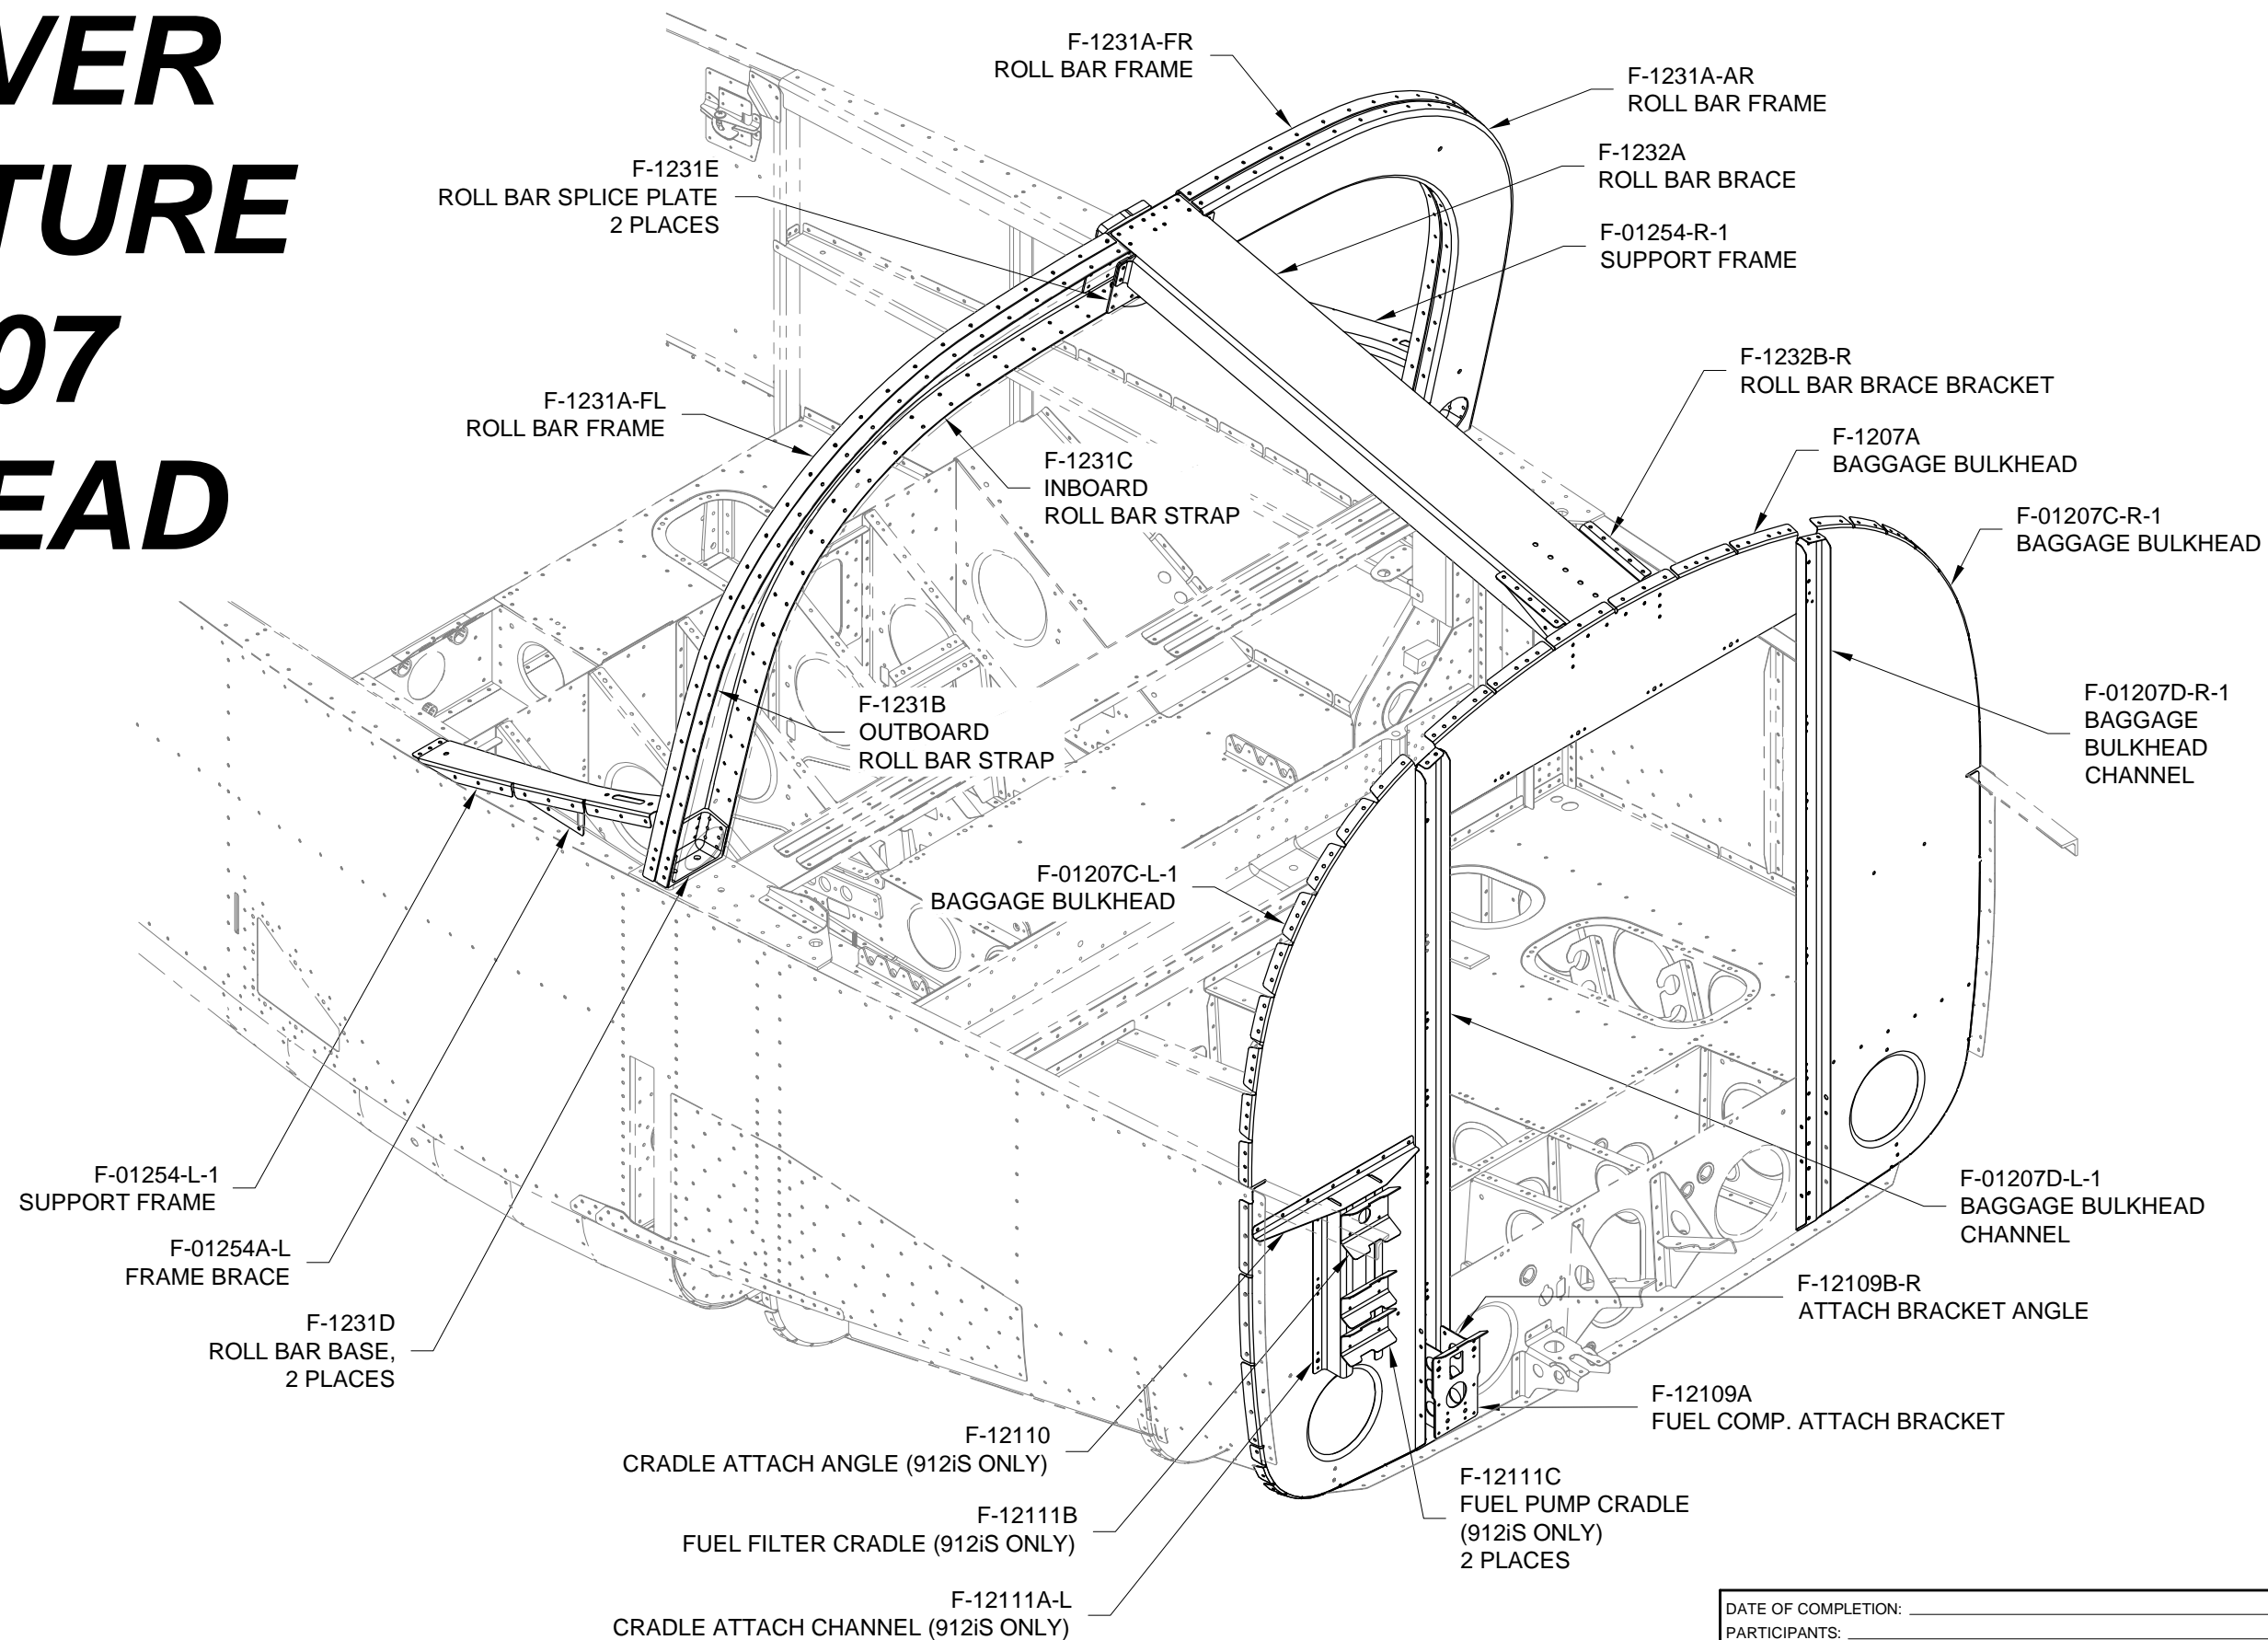 VER
TURE
07
EAD
F-1231A-FR
ROLL BAR FRAME
F-1231A-AR
ROLL BAR FRAME
F-1232A
ROLL BAR BRACE
F-1231E
ROLL BAR SPLICE PLATE
2 PLACES
F-01254-R-1
SUPPORT FRAME
F-1232B-R
ROLL BAR BRACE BRACKET
F-1231A-FL
ROLL BAR FRAME
F-1207A
BAGGAGE BULKHEAD
F-1231C
INBOARD
ROLL BAR STRAP
F-01207C-R-1
BAGGAGE BULKHEAD
F-1231B
OUTBOARD
ROLL BAR STRAP
F-01207D-R-1
BAGGAGE
BULKHEAD
CHANNEL
F-01207C-L-1
BAGGAGE BULKHEAD
F-01254-L-1
SUPPORT FRAME
F-01207D-L-1
BAGGAGE BULKHEAD
CHANNEL
F-01254A-L
FRAME BRACE
F-12109B-R
ATTACH BRACKET ANGLE
F-1231D
ROLL BAR BASE,
2 PLACES
F-12109A
FUEL COMP. ATTACH BRACKET
F-12110
CRADLE ATTACH ANGLE (912iS ONLY)
F-12111C
FUEL PUMP CRADLE
(912iS ONLY)
2 PLACES
F-12111B
FUEL FILTER CRADLE (912iS ONLY)
F-12111A-L
CRADLE ATTACH CHANNEL (912iS ONLY)
DATE OF COMPLETION:
PARTICIPANTS: